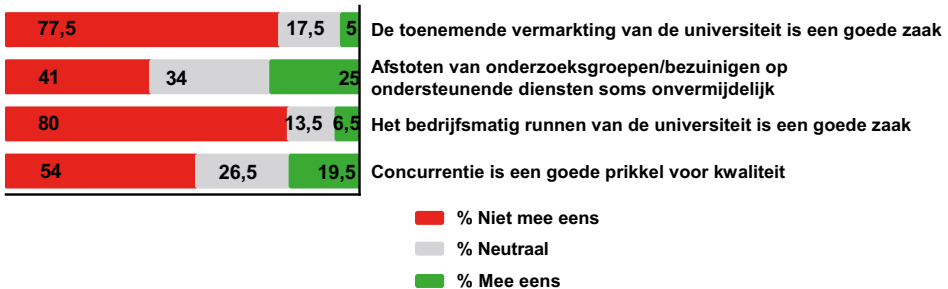 77,5 17,5 5 De toenemende vermarkting van de universiteit is een goede zaak
41 34 25 Afstoten van onderzoeksgroepen/bezuinigen op
ondersteunende diensten soms onvermijdelijk
80 13,5 6,5 Het bedrijfsmatig runnen van de universiteit is een goede zaak
54 26,5 19,5 Concurrentie is een goede prikkel voor kwaliteit
% Niet mee eens
% Neutraal
% Mee eens